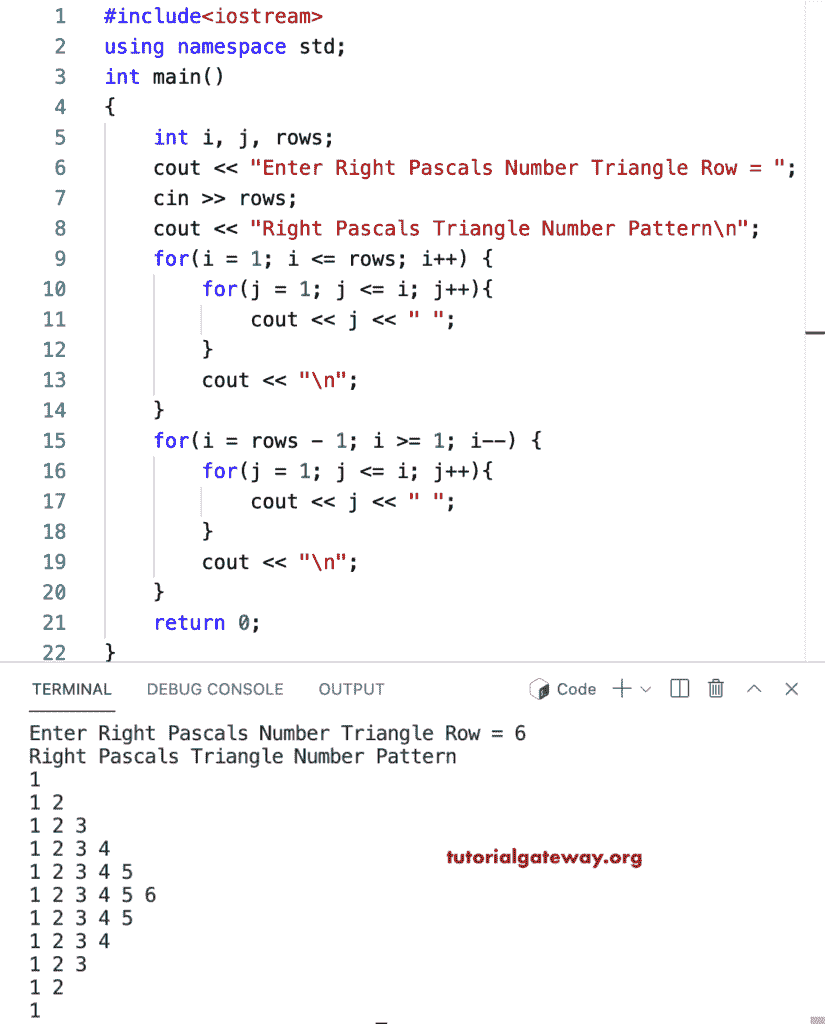 1 #include<iostream>
2 using namespace std;
3 int main()
4 {
5     int i, j, rows;
6     cout << "Enter Right Pascals Number Triangle Row = ";
7     cin >> rows;
8     cout << "Right Pascals Triangle Number Pattern\n";
9     for(i = 1; i <= rows; i++) {
10         for(j = 1; j <= i; j++){
11             cout << j << " ";
12         }
13         cout << "\n";
14     }
15     for(i = rows - 1; i >= 1; i--) {
16         for(j = 1; j <= i; j++){
17             cout << j << " ";
18         }
19         cout << "\n";
20     }
21     return 0;
22 }
TERMINAL DEBUG CONSOLE OUTPUT Code
Enter Right Pascals Number Triangle Row = 6
Right Pascals Triangle Number Pattern
1
1 2
1 2 3
1 2 3 4
1 2 3 4 5
1 2 3 4 5 6
1 2 3 4 5
1 2 3 4
1 2 3
1 2
1
tutorialgateway.org